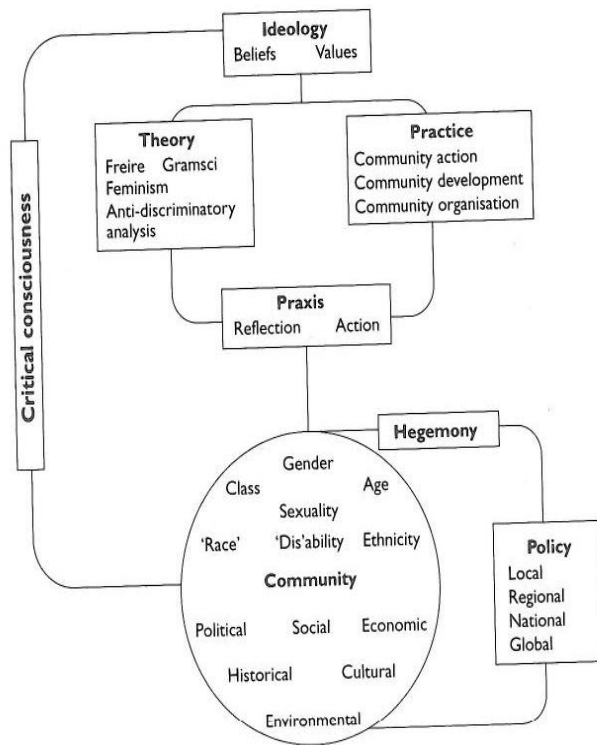 Ideology
Beliefs Values
Theory
Freire Gramsci
Feminism
Anti-discriminatory
analysis
Practice
Community action
Community development
Community organisation
Critical consciousness
Praxis
Reflection Action
Hegemony
Gender
Class Age
Sexuality
'Race' 'Dis'ability Ethnicity
Community
Political Social Economic
Historical Cultural
Environmental
Policy
Local
Regional
National
Global